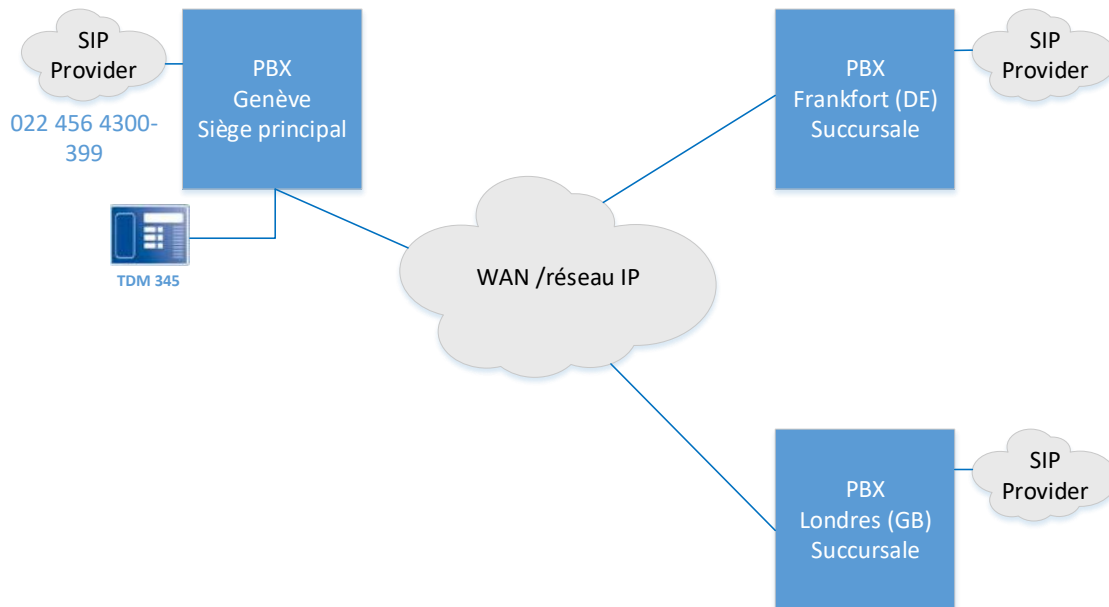 SIP
Provider
022 456 4300-
399
PBX
Genève
Siège principal
TDM 345
WAN /réseau IP
PBX
Frankfort (DE)
Succursale
SIP
Provider
PBX
Londres (GB)
Succursale
SIP
Provider